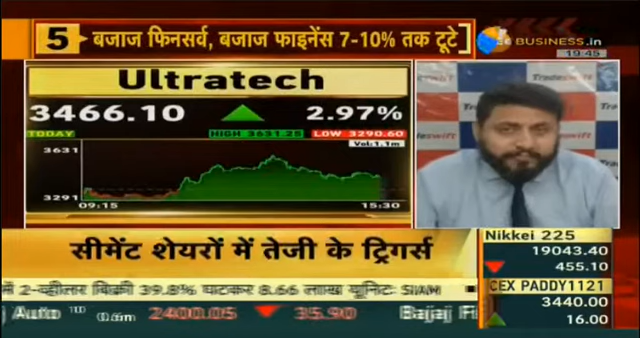 5 बजाज फिनसर्व, बजाज फाइनेंस 7-10% तक टूटे
BUSINESS.in
19:45
Ultratech
3466.10 2.97%
TODAY HIGH 3631.25 LOW 3290.60
Vol:1.1m
3631
3291
09:15 15:30
Tradeswift
सीमेंट शेयरों में तेजी के ट्रिगर्स
Nikkei 225
19043.40
455.10
CEX PADDY1121
3440.00
16.00
में 2-व्हीलर बिक्री 39.8% घटकर 8.66 लाख यूनिट: SIAM
Auto 2400.05 35.90 Bajaj Fi